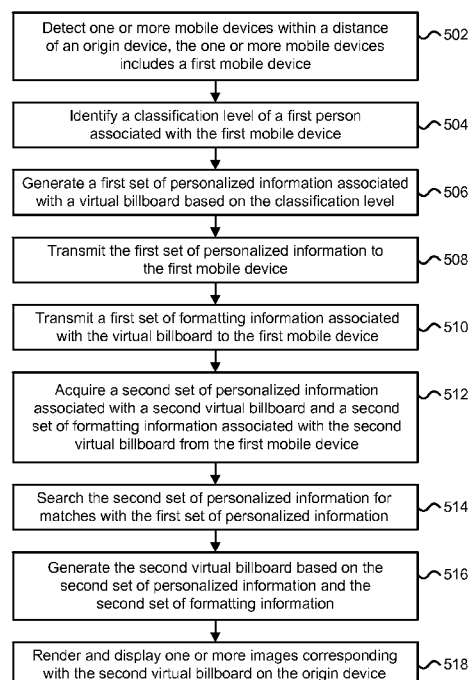 Detect one or more mobile devices within a distance
of an origin device, the one or more mobile devices
includes a first mobile device
502
Identify a classification level of a first person
associated with the first mobile device
504
Generate a first set of personalized information associated
with a virtual billboard based on the classification level
506
Transmit the first set of personalized information to
the first mobile device
508
Transmit a first set of formatting information associated
with the virtual billboard to the first mobile device
510
Acquire a second set of personalized information
associated with a second virtual billboard and a second
set of formatting information associated with the second
virtual billboard from the first mobile device
512
Search the second set of personalized information for
matches with the first set of personalized information
514
Generate the second virtual billboard based on the
second set of personalized information and the
second set of formatting information
516
Render and display one or more images corresponding
with the second virtual billboard on the origin device
518